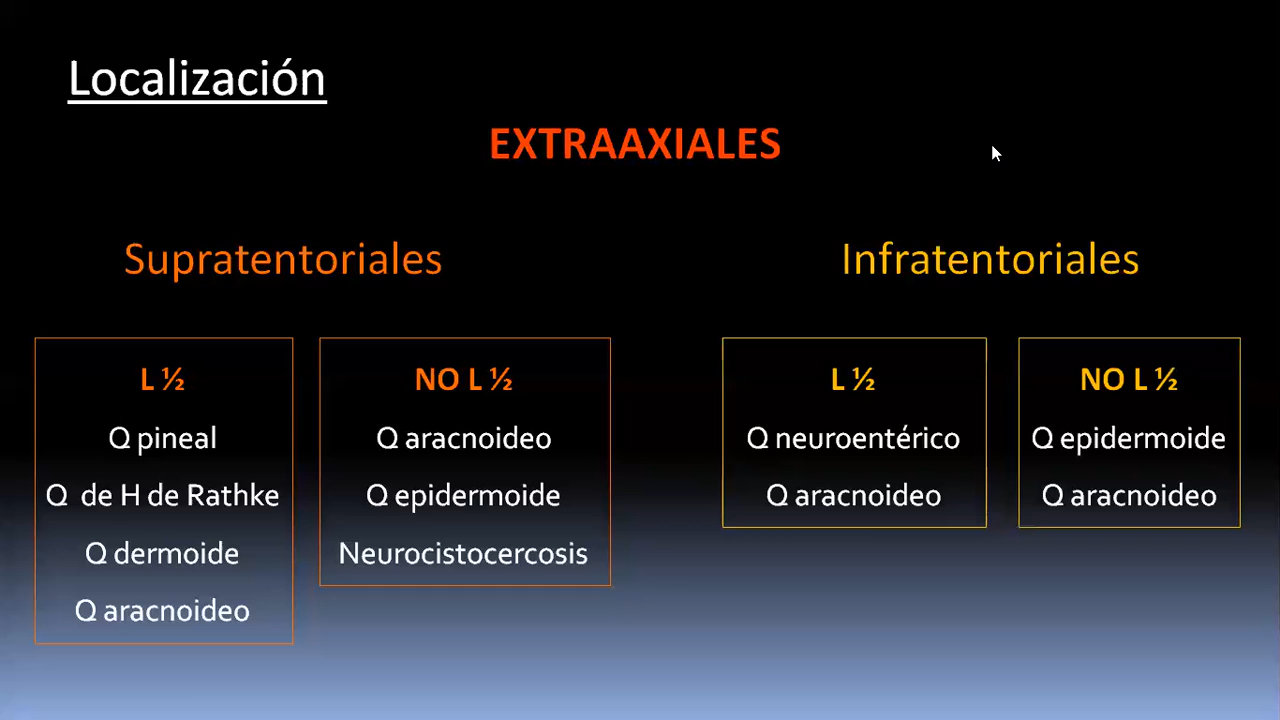 Localización
EXTRAAXIALES
Supratentoriales
L ½
Q pineal
Q de H de Rathke
Q dermoide
Q aracnoideo
NO L ½
Q aracnoideo
Q epidermoide
Neurocistocercosis
Infratentoriales
L ½
Q neuroentérico
Q aracnoideo
NO L ½
Q epidermoide
Q aracnoideo